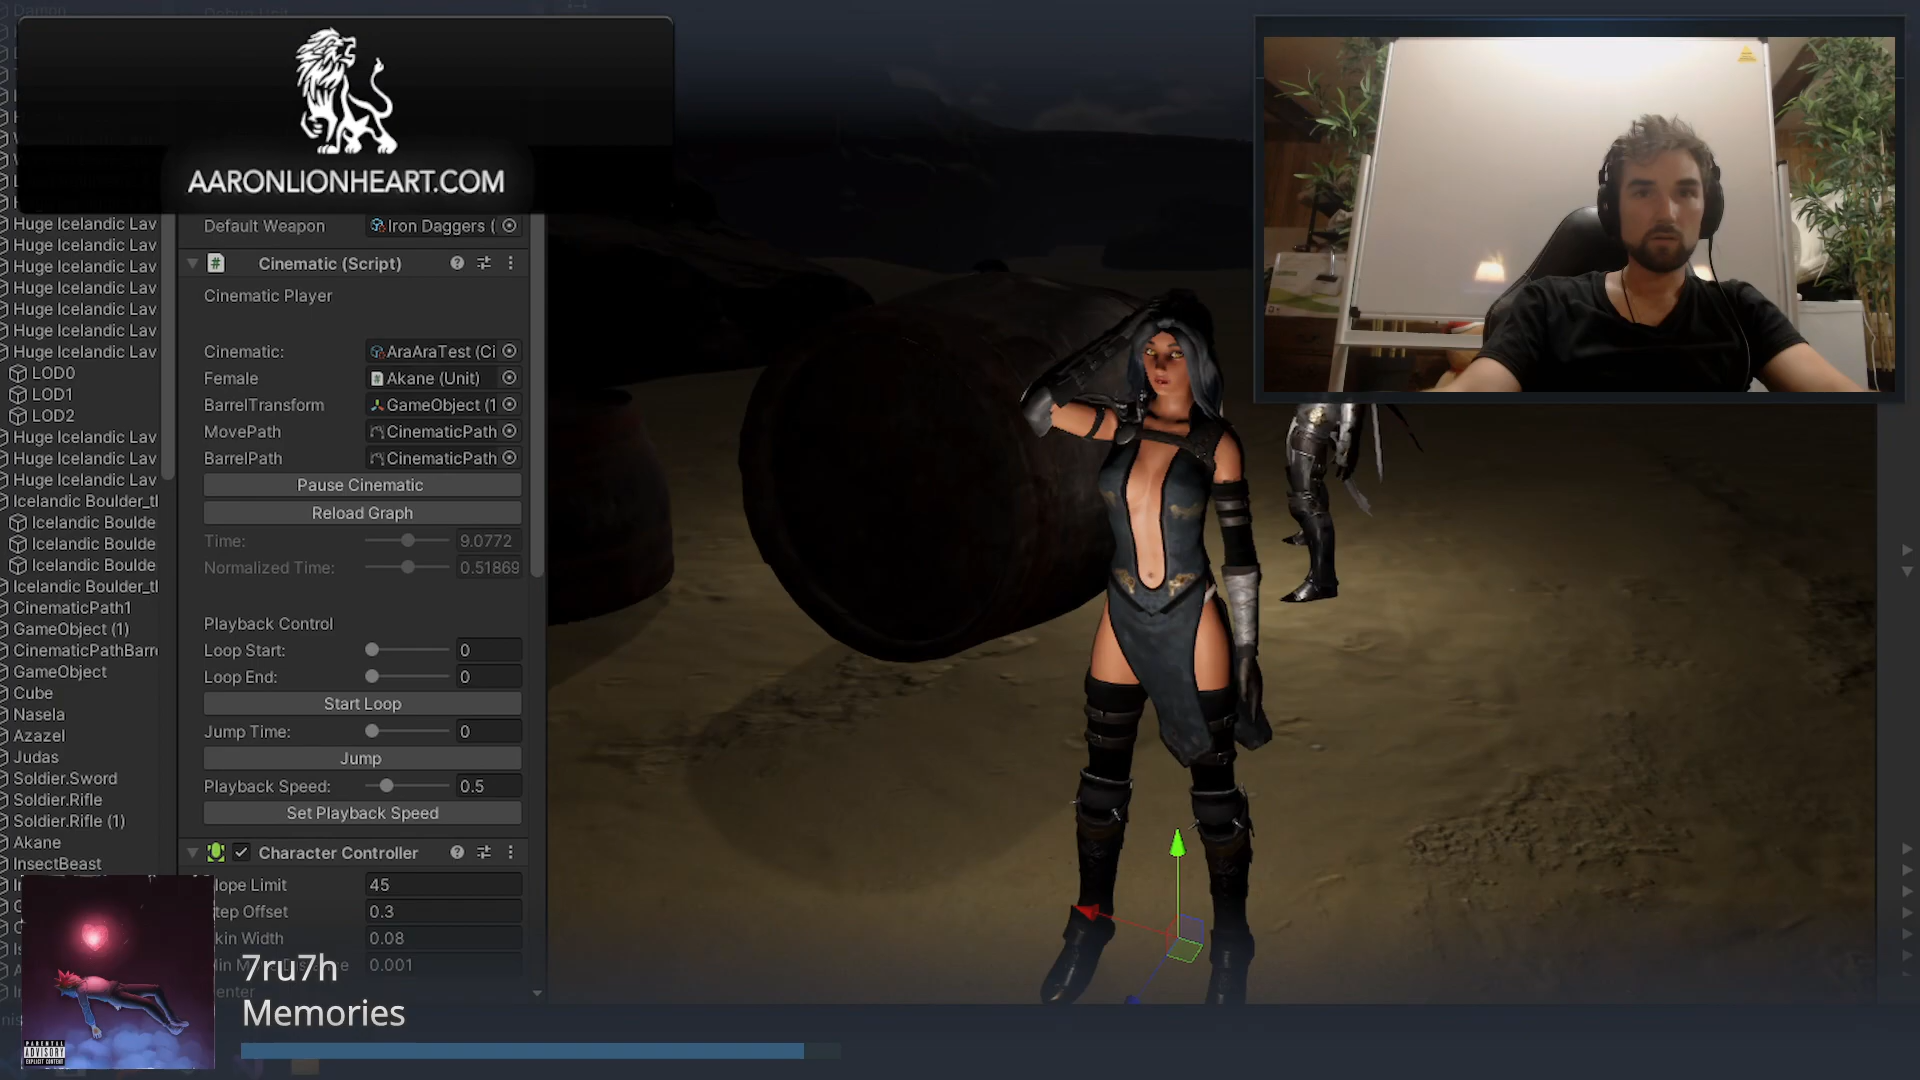 AARONLIONHEART.COM
Huge Icelandic Lav
Huge Icelandic Lav
Huge Icelandic Lav
Huge Icelandic Lav
Huge Icelandic Lav
Huge Icelandic Lav
Huge Icelandic Lav
LOD0
LOD1
LOD2
Huge Icelandic Lav
Huge Icelandic Lav
Huge Icelandic Lav
Icelandic Boulder_tl
Icelandic Boulde
Icelandic Boulde
Icelandic Boulde
Icelandic Boulder_tl
CinematicPath1
GameObject (1)
CinematicPathBarr
GameObject
Cube
Nasela
Azazel
Judas
Soldier.Sword
Soldier.Rifle
Soldier.Rifle (1)
Akane
InsectBeast
Default Weapon Iron Daggers (
Cinematic (Script)
Cinematic Player
Cinematic: AraAraTest (Ci
Female Akane (Unit)
BarrelTransform GameObject (1
MovePath CinematicPath
BarrelPath CinematicPath
Pause Cinematic
Reload Graph
Time: 9.0772
Normalized Time: 0.51869
Playback Control
Loop Start: 0
Loop End: 0
Start Loop
Jump Time: 0
Jump
Playback Speed: 0.5
Set Playback Speed
Character Controller
lope Limit 45
tep Offset 0.3
kin Width 0.08
0.001
enter
7ru7h
Memories
PARENTAL
ADVISORY
EXPLICIT CONTENT